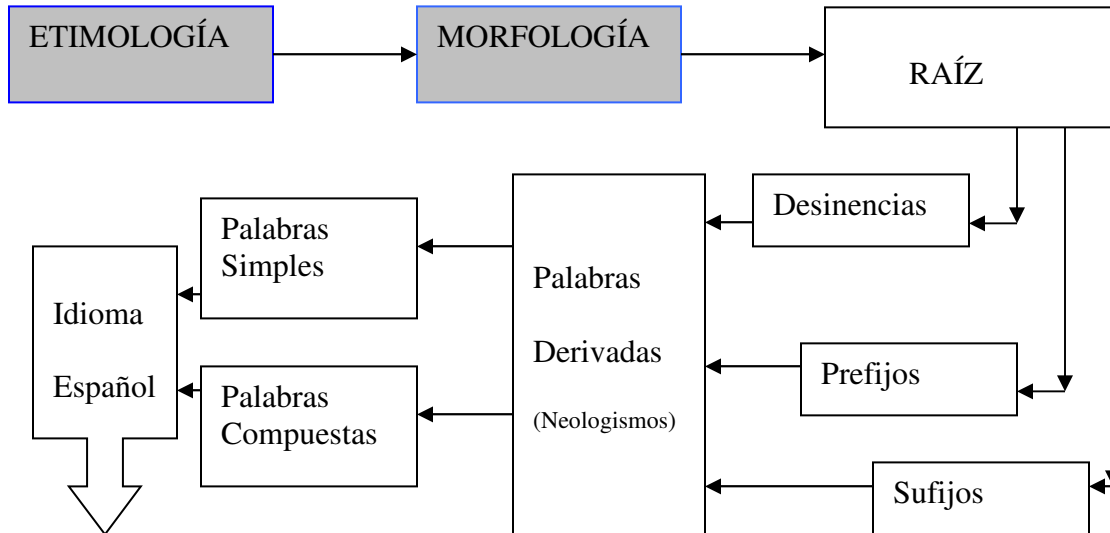 ETIMOLOGÍA
MORFOLOGÍA
RAÍZ
Desinencias
Palabras
Simples
Palabras
Derivadas
(Neologismos)
Idioma
Español
Prefijos
Palabras
Compuestas
Sufijos